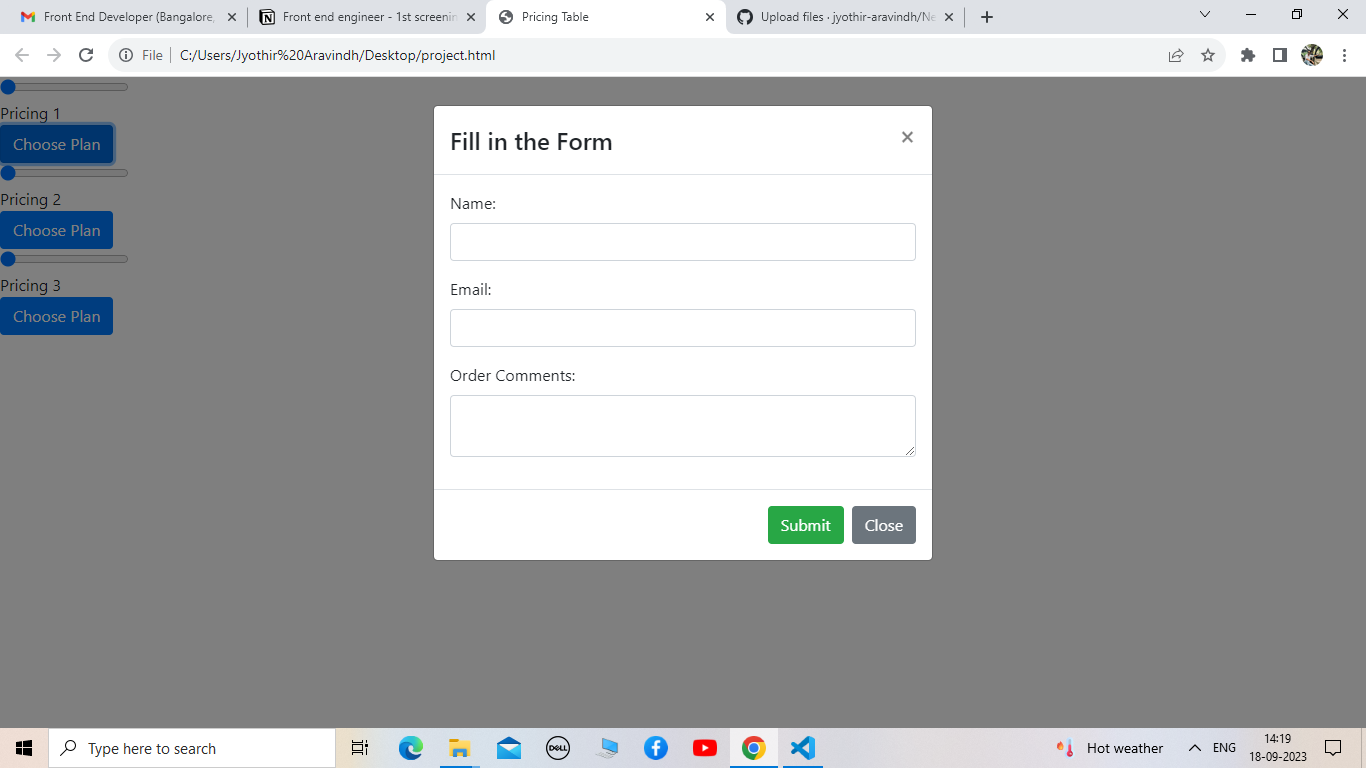 Front End Developer (Bangalore,
Front end engineer - 1st screenin
Pricing Table
Upload files · jyothir-aravindh/Ne
File
C:/Users/Jyothir%20Aravindh/Desktop/project.html
Pricing 1
Choose Plan
Pricing 2
Choose Plan
Pricing 3
Choose Plan
Fill in the Form
×
Name:
Email:
Order Comments:
Submit
Close
Type here to search
DELL
Hot weather
ENG
14:19
18-09-2023